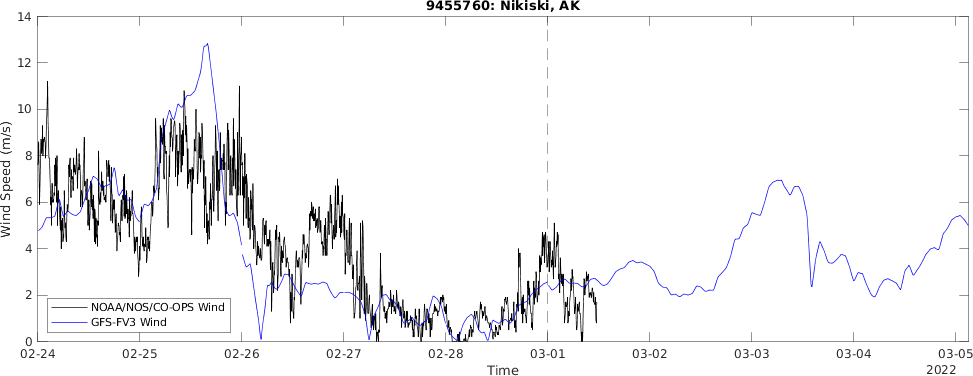 9455760: Nikiski, AK
14
12
10
8
6
4
2
0
Wind Speed (m/s)
NOAA/NOS/CO-OPS Wind
GFS-FV3 Wind
02-24 02-25 02-26 02-27 02-28 03-01 03-02 03-03 03-04 03-05
Time
2022